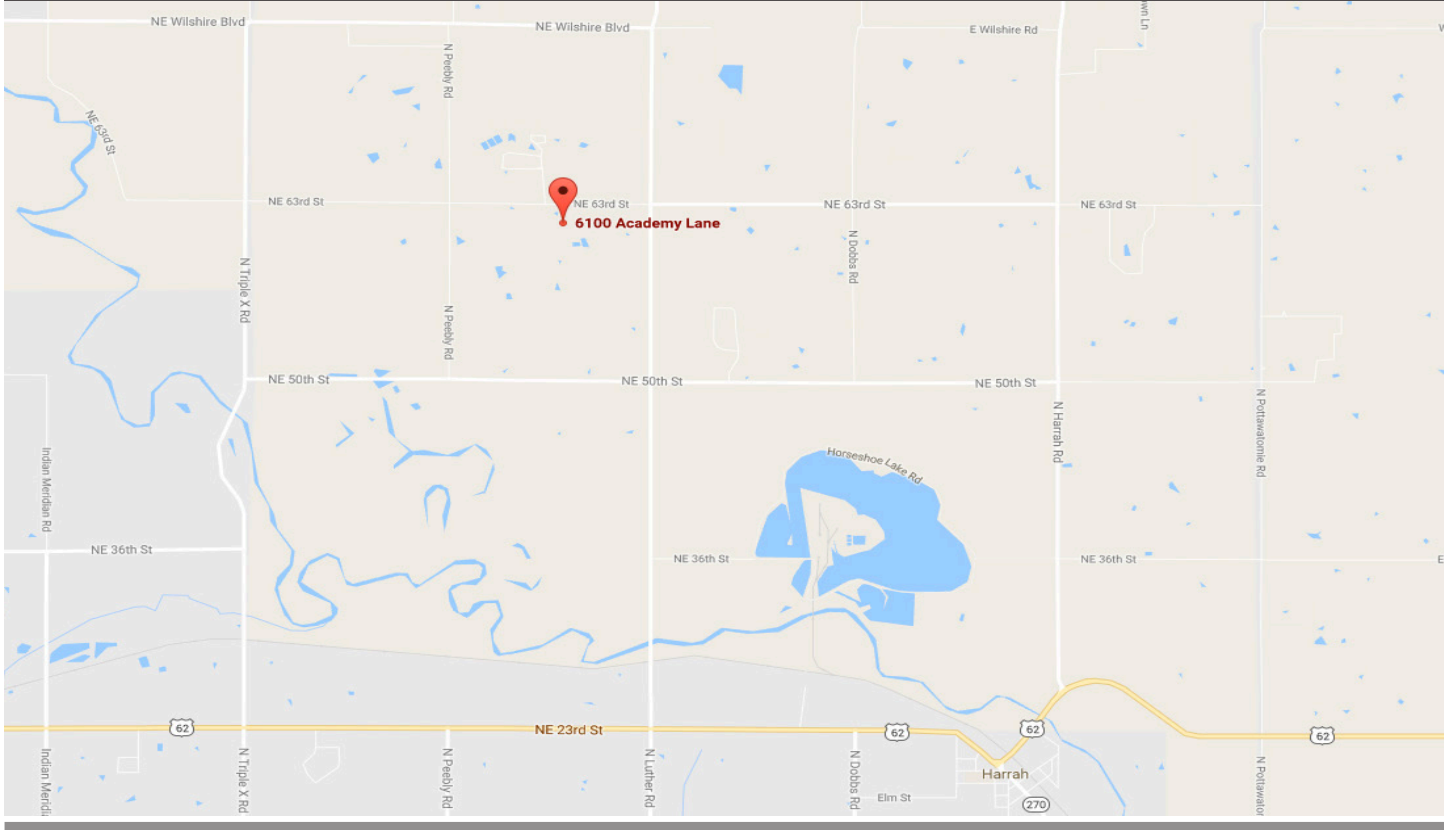 NE Wilshire Blvd
NE Wilshire Blvd
E Wilshire Rd
N Peebly Rd
NE 63rd St
NE 63rd St
NE 63rd St
NE 63rd St
NE 63rd St
6100 Academy Lane
N Triple X Rd
N Dobbs Rd
N Peebly Rd
NE 50th St
NE 50th St
NE 50th St
N Harrah Rd
N Pottawatomie Rd
Indian Meridian Rd
Horseshoe Lake Rd
NE 36th St
NE 36th St
NE 36th St
E
62
NE 23rd St
62
62
62
Indian Meridi
N Triple X Rd
N Peebly Rd
N Luther Rd
N Dobbs Rd
N Pottawato
Harrah
Elm St
270